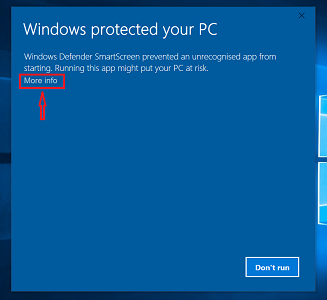 Windows protected your PC
Windows Defender SmartScreen prevented an unrecognised app from
starting. Running this app might put your PC at risk.
More info
Don't run